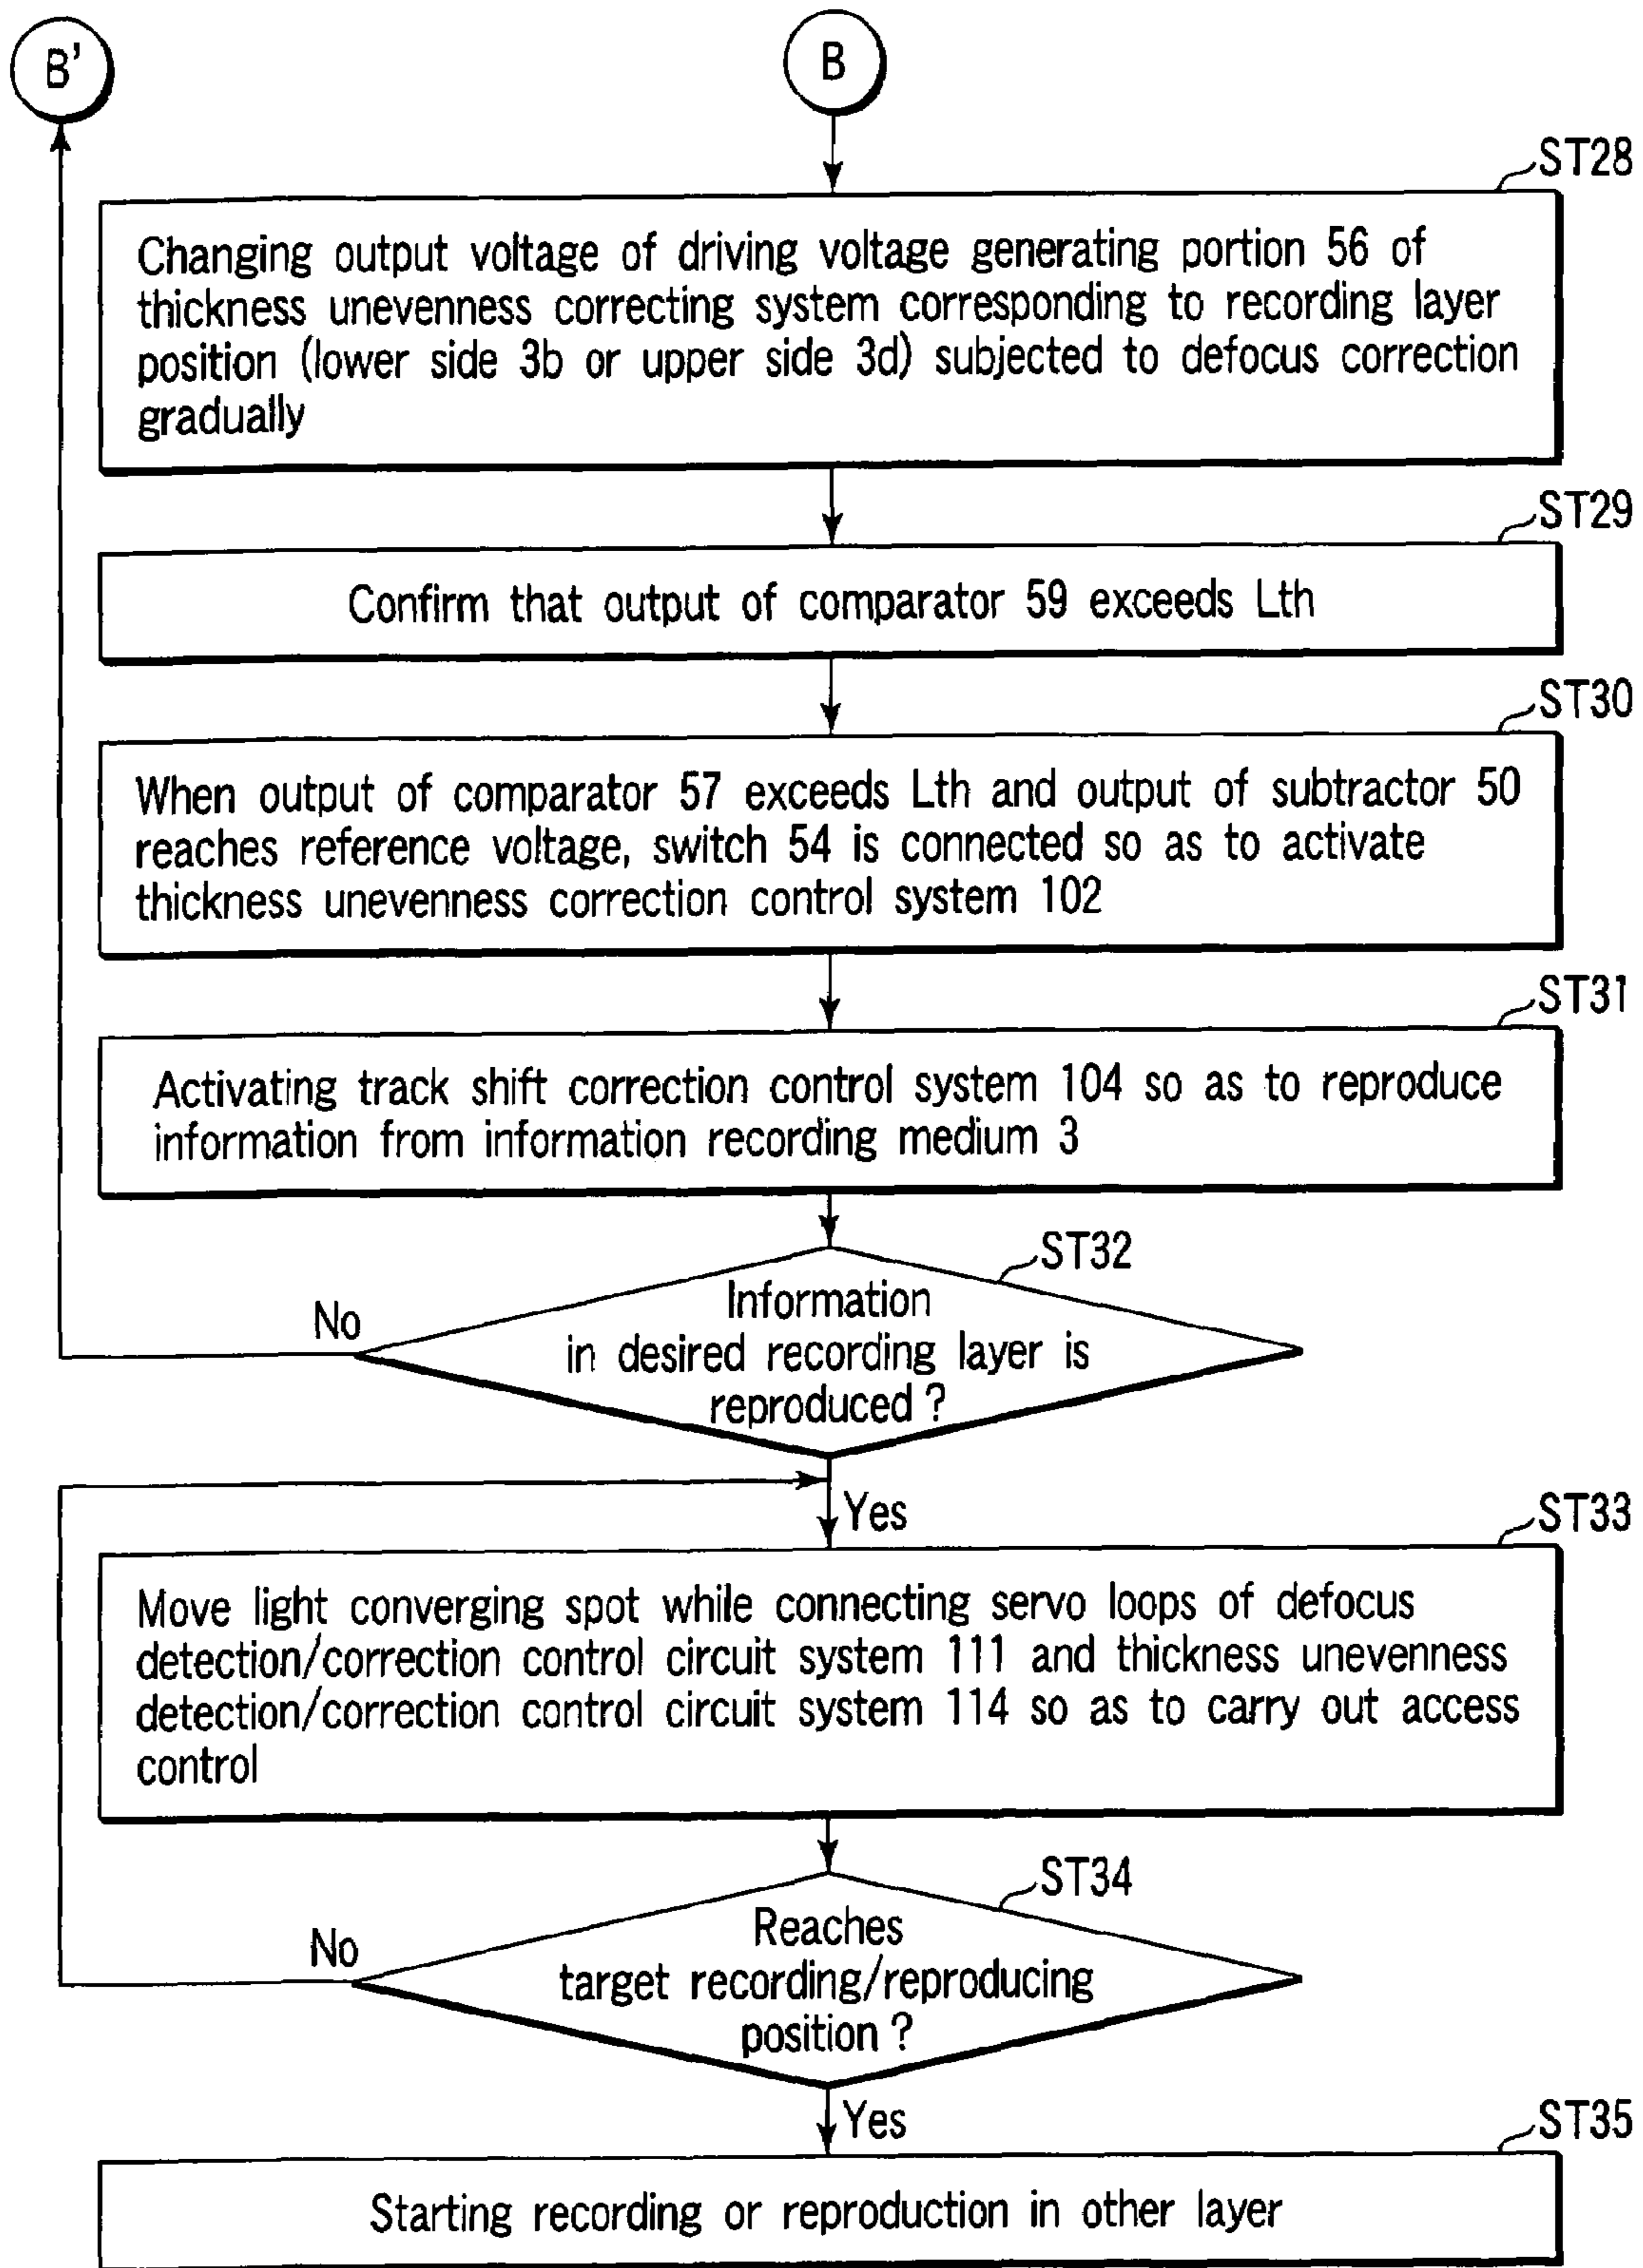 B'
B
ST28
Changing output voltage of driving voltage generating portion 56 of
thickness unevenness correcting system corresponding to recording layer
position (lower side 3b or upper side 3d) subjected to defocus correction
gradually
ST29
Confirm that output of comparator 59 exceeds Lth
ST30
When output of comparator 57 exceeds Lth and output of subtractor 50
reaches reference voltage, switch 54 is connected so as to activate
thickness unevenness correction control system 102
ST31
Activating track shift correction control system 104 so as to reproduce
information from information recording medium 3
ST32
No
Information
in desired recording layer is
reproduced ?
Yes
ST33
Move light converging spot while connecting servo loops of defocus
detection/correction control circuit system 111 and thickness unevenness
detection/correction control circuit system 114 so as to carry out access
control
ST34
No
Reaches
target recording/reproducing
position ?
Yes
ST35
Starting recording or reproduction in other layer